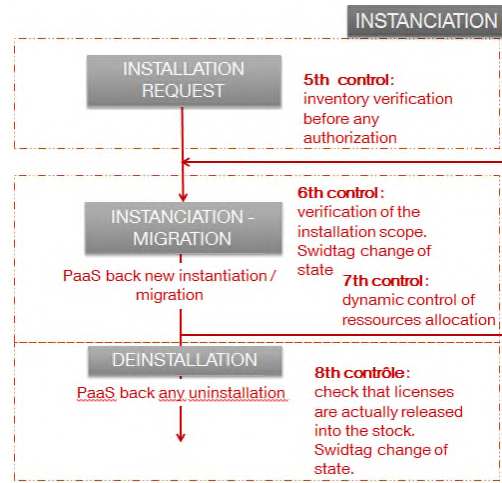 INSTANCIATION
INSTALLATION
REQUEST
5th control:
inventory verification
before any
authorization
INSTANCIATION -
MIGRATION
PaaS back new instantiation /
migration
6th control:
verification of the
installation scope.
Swidtag change of
state
7th control:
dynamic control of
ressources allocation
DEINSTALLATION
PaaS back any uninstallation
8th contrôle:
check that licenses
are actually released
into the stock.
Swidtag change of
state.